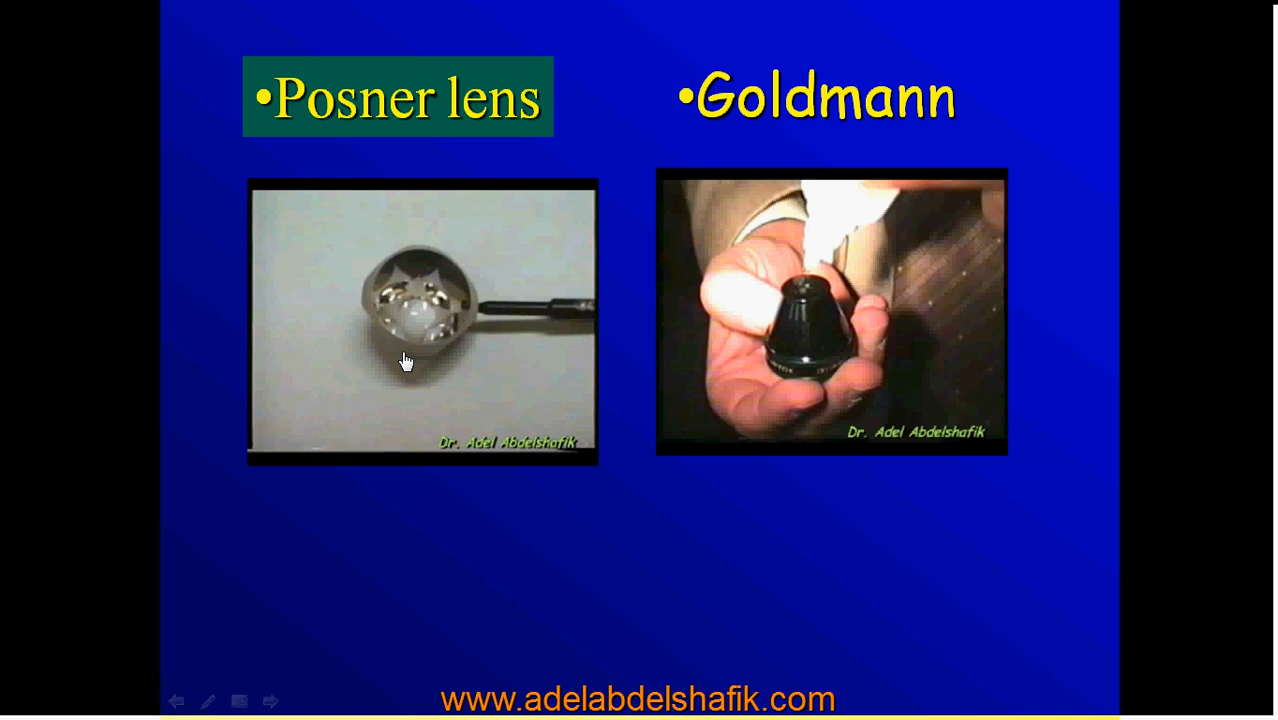 •Posner lens
•Goldmann
Dr. Adel Abdelshafik
Dr. Adel Abdelshafik
www.adelabdelshafik.com